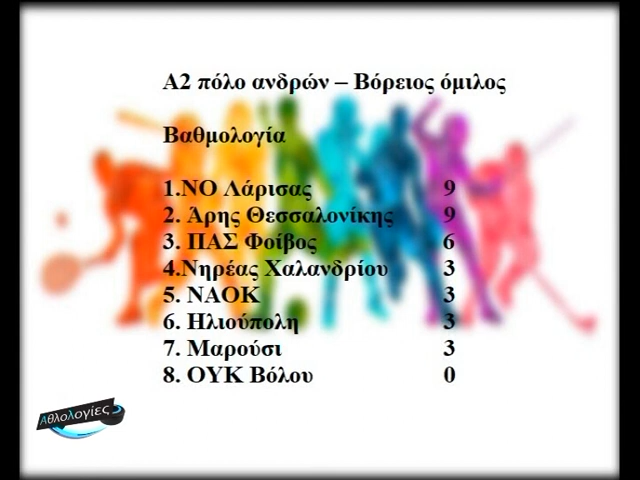 Α2 πόλο ανδρών – Βόρειος όμιλος
Βαθμολογία
1.ΝΟ Λάρισας 9
2. Άρης Θεσσαλονίκης 9
3. ΠΑΣ Φοίβος 6
4.Νηρέας Χαλανδρίου 3
5. ΝΑΟΚ 3
6. Ηλιούπολη 3
7. Μαρούσι 3
8. ΟΥΚ Βόλου 0
Αθλολογίες